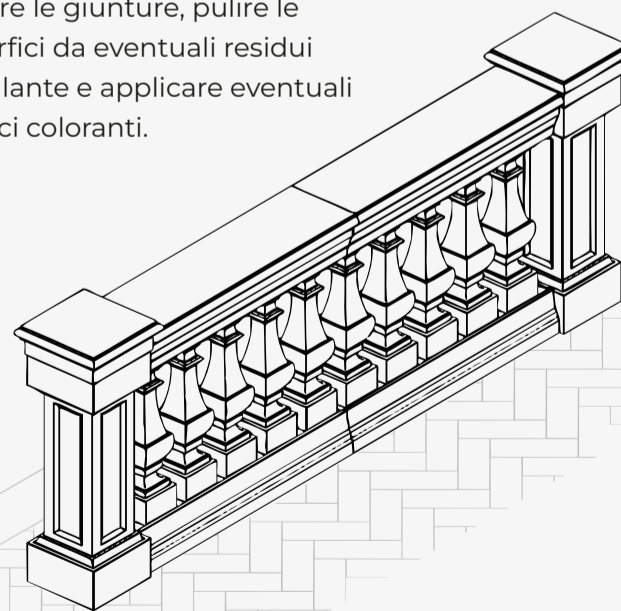 re le giunture, pulire le
rfici da eventuali residui
lante e applicare eventuali
ci coloranti.